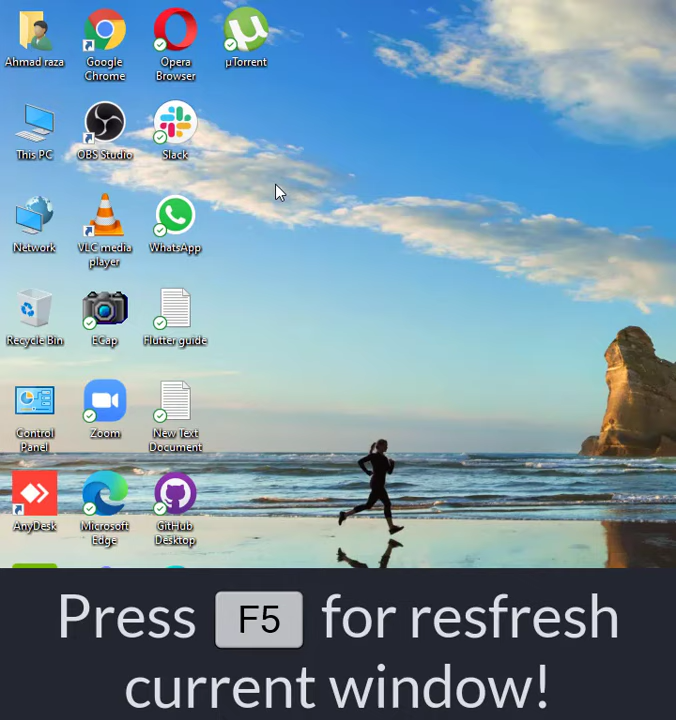 Ahmad raza
Google
Chrome
Opera
Browser
µTorrent
This PC
OBS Studio
Slack
Network
VLC media
player
WhatsApp
Recycle Bin
ECap
Flutter guide
Control
Panel
Zoom
New Text
Document
AnyDesk
Microsoft
Edge
GitHub
Desktop
Press F5 for resfresh
current window!